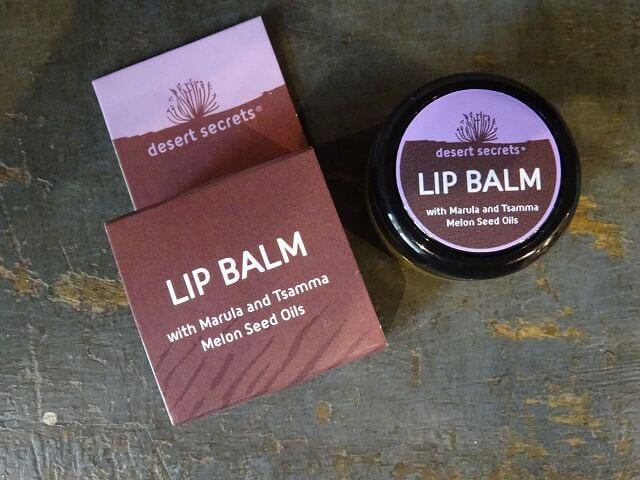 desert secrets®
LIP BALM
with Marula and Tsamma
Melon Seed Oils
desert secrets®
LIP BALM
with Marula and Tsamma
Melon Seed Oils